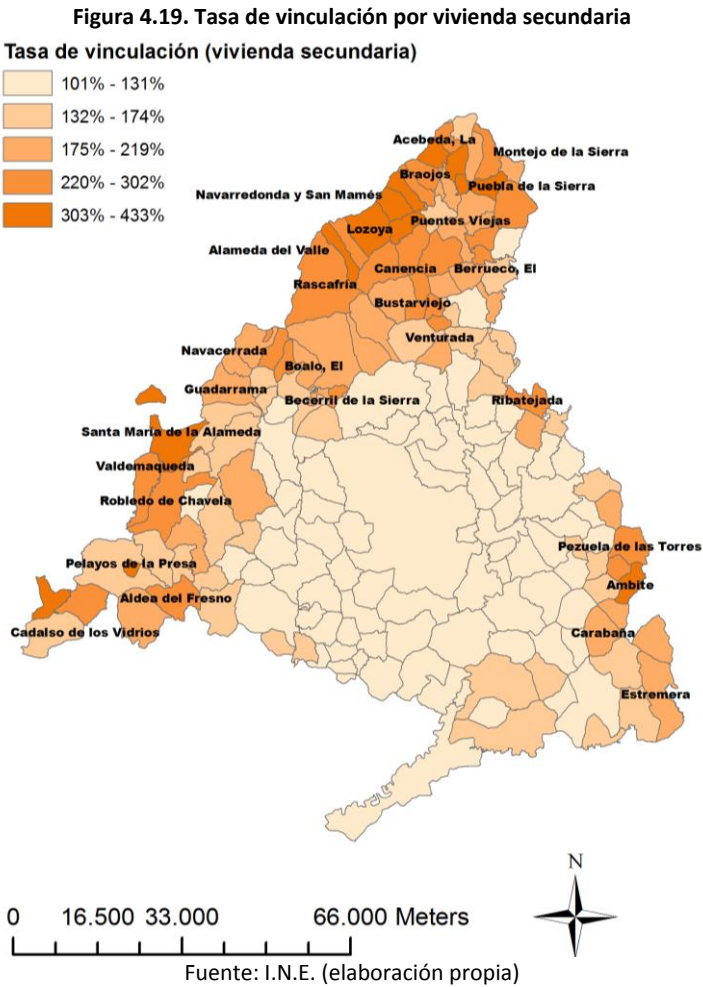 Figura 4.19. Tasa de vinculación por vivienda secundaria
Tasa de vinculación (vivienda secundaria)
101% - 131%
132% - 174%
175% - 219%
220% - 302%
303% - 433%
Acebeda, La
Montejo de la Sierra
Braojos
Puebla de la Sierra
Navarredonda y San Mamés
Puentes Viejas
Lozoya
Alameda del Valle
Canencia
Berrueco, El
Rascafría
Bustarviejo
Venturada
Navacerrada
Boalo, El
Guadarrama
Becerril de la Sierra
Ribatejada
Santa María de la Alameda
Valdemaqueda
Robledo de Chavela
Pezuela de las Torres
Pelayos de la Presa
Ambite
Aldea del Fresno
Cadalso de los Vidrios
Carabaña
Estremera
N
0 16.500 33.000 66.000 Meters
Fuente: I.N.E. (elaboración propia)